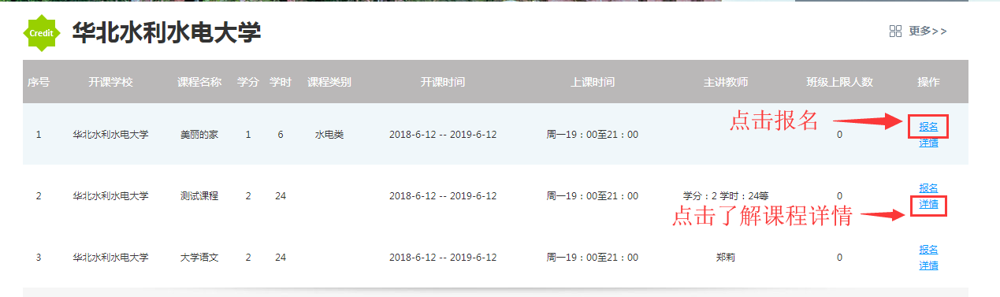 Credit 华北水利水电大学 更多>>
序号 开课学校 课程名称 学分 学时 课程类别 开课时间 上课时间 主讲教师 班级上限人数 操作
点击报名
1 华北水利水电大学 美丽的家 1 6 水电类 2018-6-12 -- 2019-6-12 周一19：00至21：00 0 报名
详情
2 华北水利水电大学 测试课程 2 24 2018-6-12 -- 2019-6-12 周一19：00至21：00 学分：2 学时：24等 0 报名
详情
点击了解课程详情
3 华北水利水电大学 大学语文 2 24 2018-6-12 -- 2019-6-12 周一19：00至21：00 郑莉 0 报名
详情